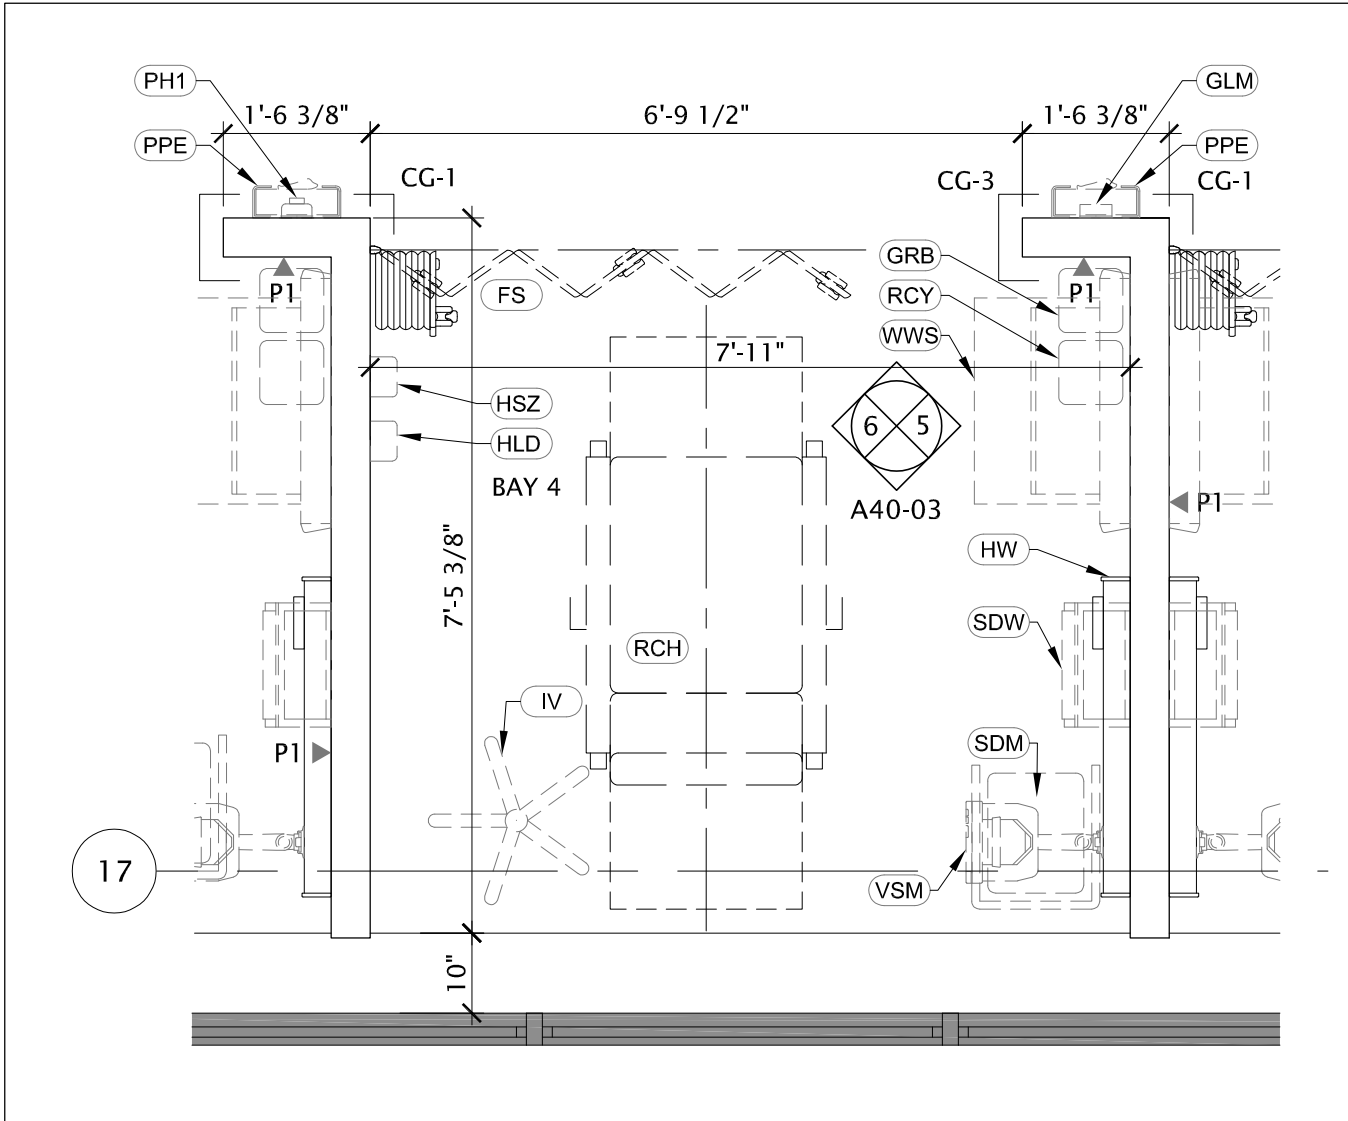 PH1
GLM
1'-6 3/8"
6'-9 1/2"
1'-6 3/8"
PPE
PPE
CG-1
CG-3
CG-1
GRB
P1
FS
RCY
P1
WWS
7'-11"
HSZ
6
5
HLD
BAY 4
A40-03
P1
HW
7'-5 3/8"
SDW
RCH
IV
P1
SDM
17
VSM
10"